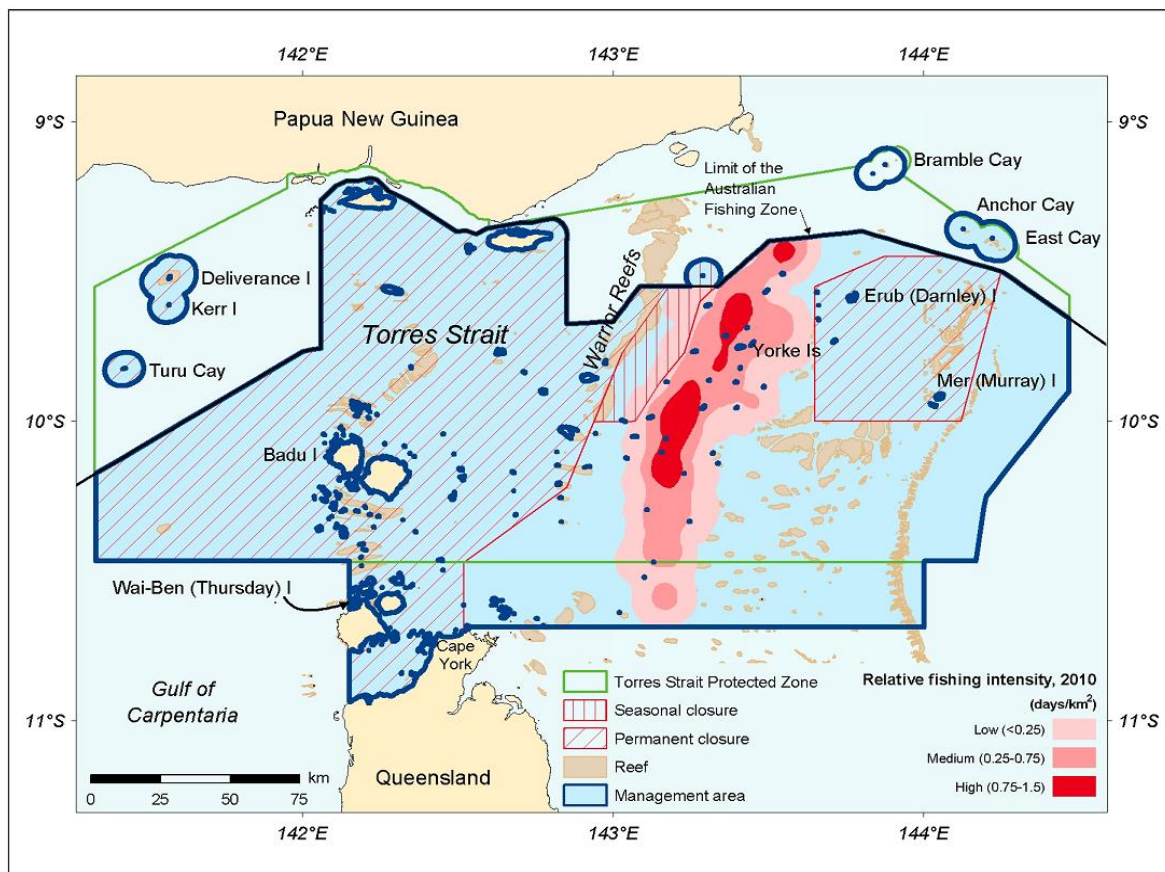 142°E
143°E
144°E
9°S
9°S
Papua New Guinea
Limit of the
Australian
Fishing Zone
Bramble Cay
Anchor Cay
East Cay
Deliverance I
Kerr I
Warrior Reefs
Erub (Darnley) I
Torres Strait
Yorke Is
Turu Cay
Mer (Murray) I
10°S
10°S
Badu I
Wai-Ben (Thursday) I
Cape
York
Gulf of
Carpentaria
Torres Strait Protected Zone
Seasonal closure
Permanent closure
Reef
Management area
Relative fishing intensity, 2010
(days/km²)
Low (<0.25)
Medium (0.25-0.75)
High (0.75-1.5)
11°S
11°S
km
0 25 50 75
Queensland
142°E
143°E
144°E